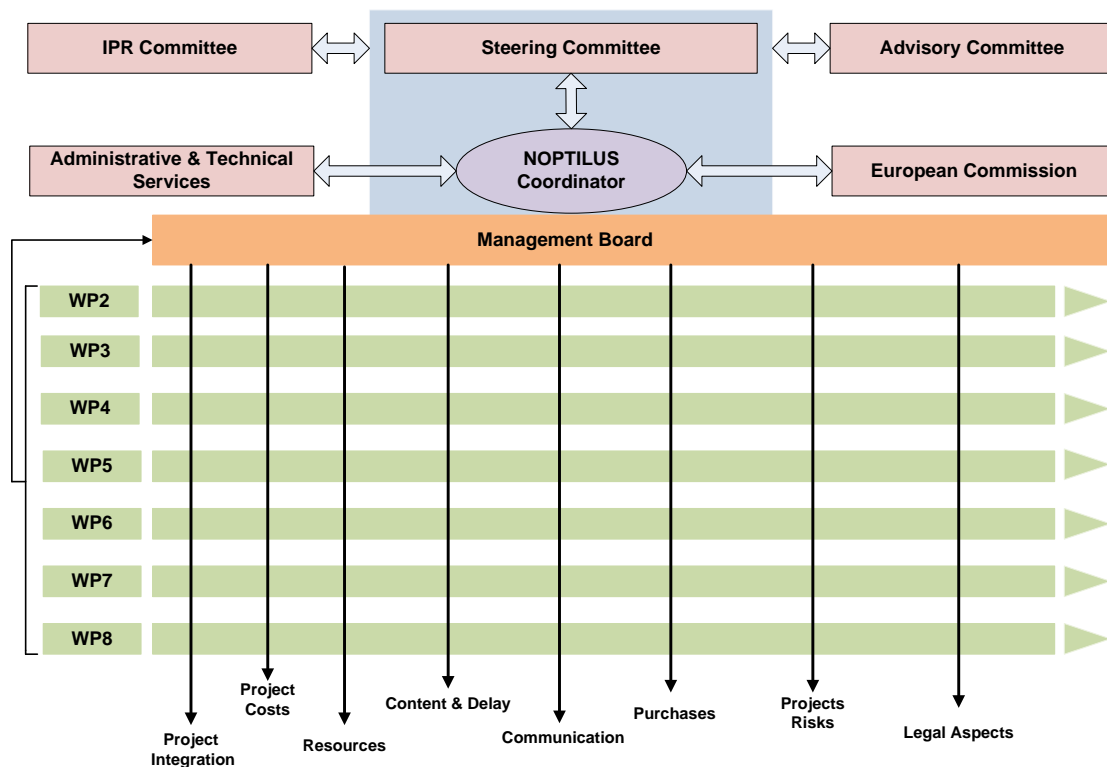 IPR Committee
Steering Committee
Advisory Committee
Administrative & Technical
Services
NOPTILUS
Coordinator
European Commission
Management Board
WP2
WP3
WP4
WP5
WP6
WP7
WP8
Project
Costs
Content & Delay
Purchases
Projects
Risks
Legal Aspects
Project
Integration
Resources
Communication